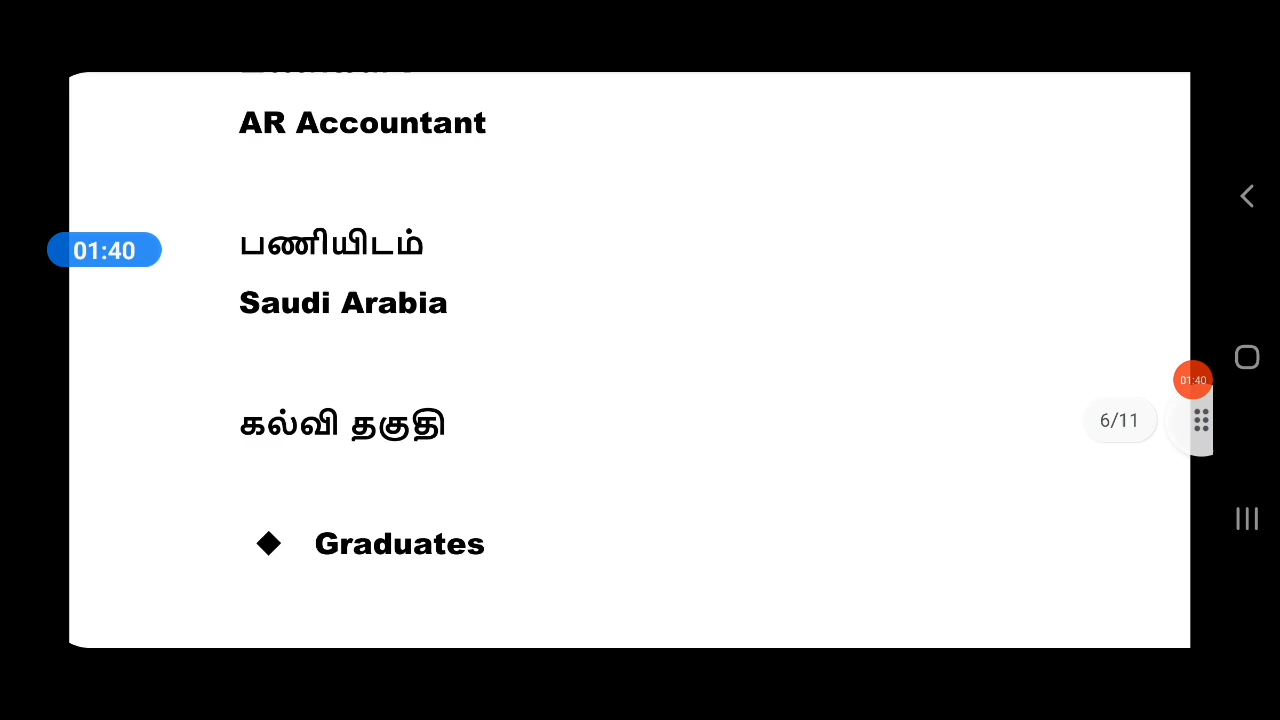 AR Accountant
பணியிடம்
01:40
Saudi Arabia
01:40
6/11
கல்வி தகுதி
Graduates